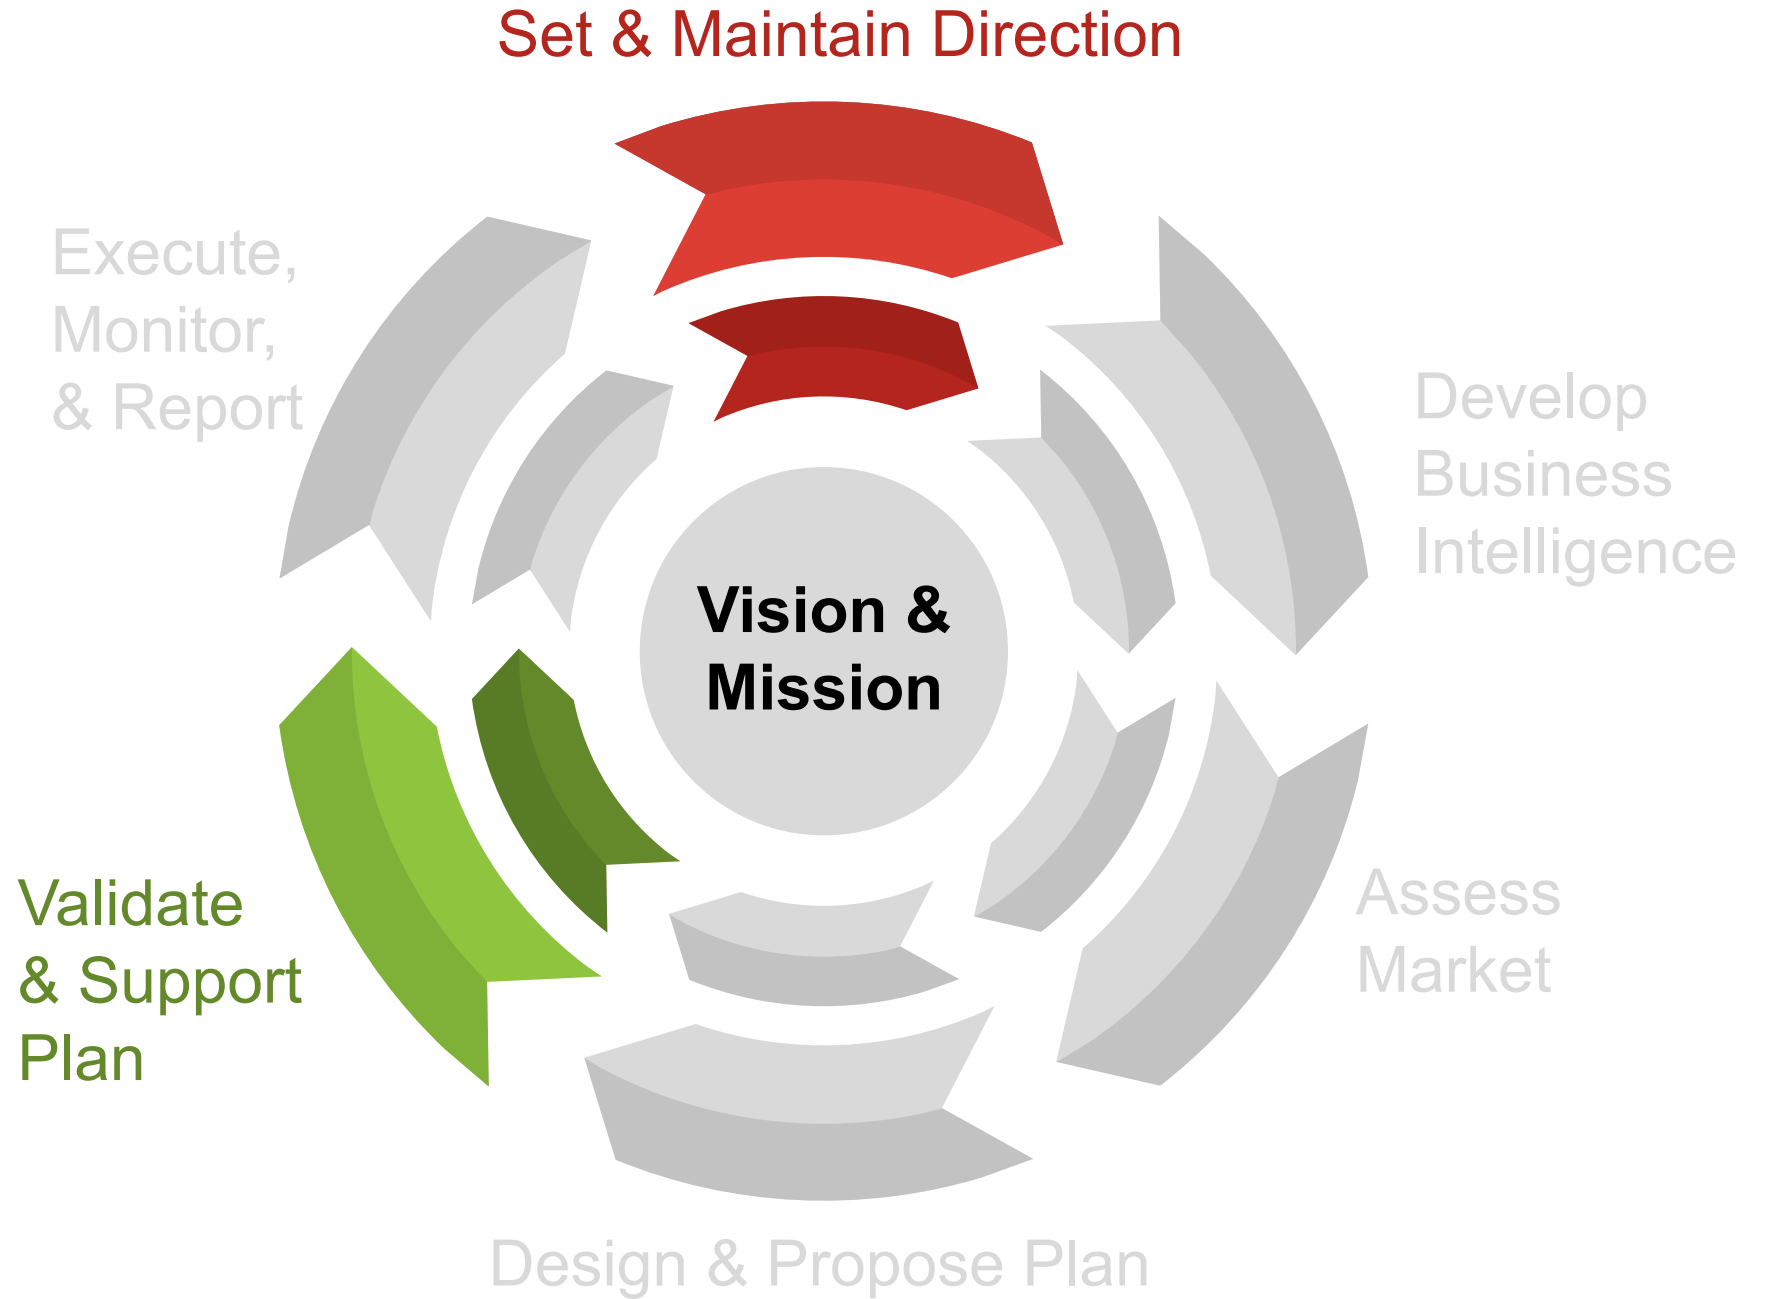 Set & Maintain Direction
Execute,
Monitor,
& Report
Develop
Business
Intelligence
Vision &
Mission
Validate
& Support
Plan
Assess
Market
Design & Propose Plan